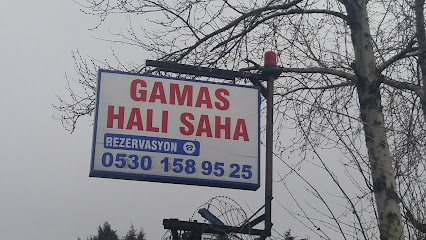 GAMAS
HALI SAHA
REZERVASYON
0530 158 95 25